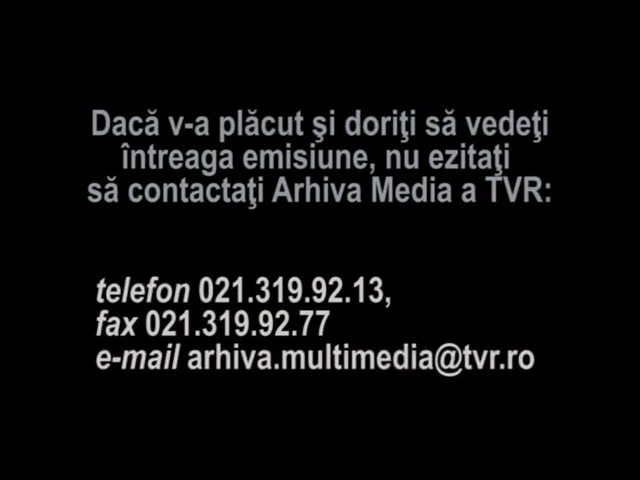 Dacă v-a plăcut şi doriţi să vedeţi
întreaga emisiune, nu ezitaţi
să contactaţi Arhiva Media a TVR:
telefon 021.319.92.13,
fax 021.319.92.77
e-mail arhiva.multimedia@tvr.ro